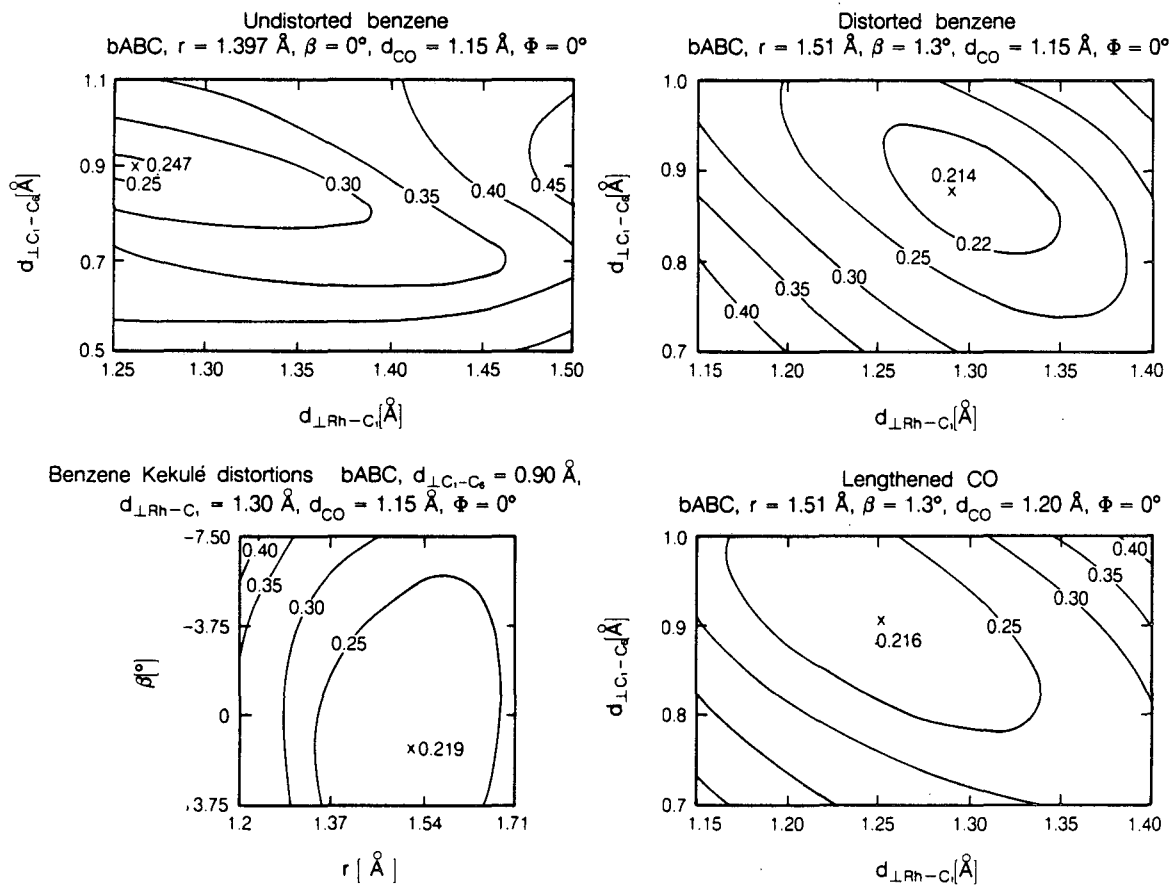 Undistorted benzene
bABC, r = 1.397 Å, β = 0°, dCO = 1.15 Å, Φ = 0°
1.1
0.9
0.7
0.5
d⊥C₁-C₆[Å]
x 0.247
0.25
0.30
0.35
0.40
0.45
1.25 1.30 1.35 1.40 1.45 1.50
d⊥Rh-C₁[Å]
Distorted benzene
bABC, r = 1.51 Å, β = 1.3°, dCO = 1.15 Å, Φ = 0°
1.0
0.9
0.8
0.7
d⊥C₁-C₆[Å]
0.214
x
0.22
0.25
0.30
0.35
0.40
1.15 1.20 1.25 1.30 1.35 1.40
d⊥Rh-C₁[Å]
Benzene Kekulé distortions bABC, d⊥C₁-C₆ = 0.90 Å,
d⊥Rh-C₁ = 1.30 Å, dCO = 1.15 Å, Φ = 0°
-7.50
-3.75
0
3.75
β[°]
0.40
0.35
0.30
0.25
x 0.219
1.2 1.37 1.54 1.71
r [ Å ]
Lengthened CO
bABC, r = 1.51 Å, β = 1.3°, dCO = 1.20 Å, Φ = 0°
1.0
0.9
0.8
0.7
d⊥C₁-C₆[Å]
0.40
0.35
0.30
0.25
x
0.216
1.15 1.20 1.25 1.30 1.35 1.40
d⊥Rh-C₁[Å]